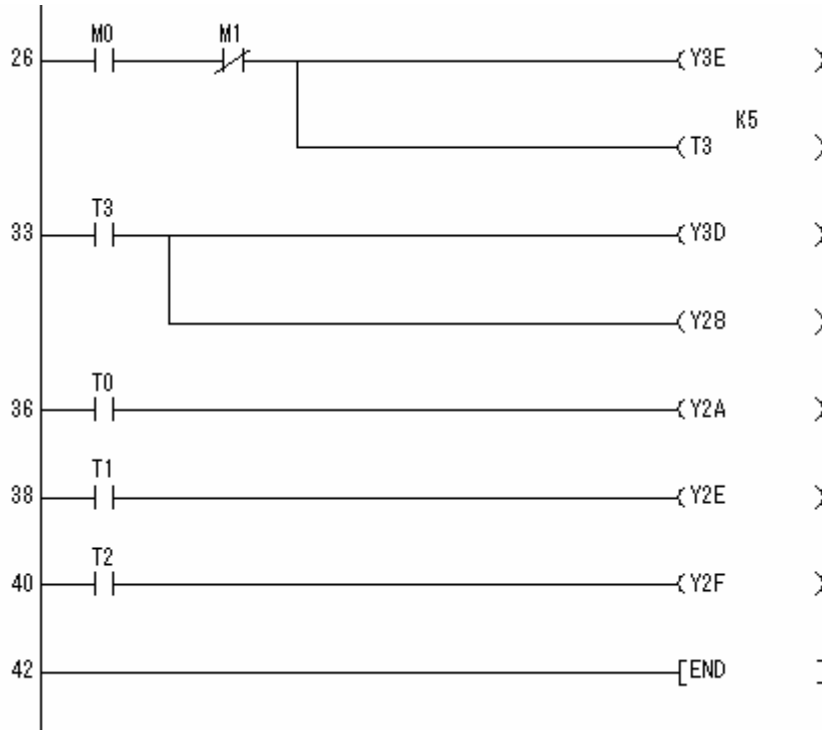 M0 M1
26 Y3E
K5
T3
T3
33 Y3D
Y28
T0
36 Y2A
T1
38 Y2E
T2
40 Y2F
42 [END ]